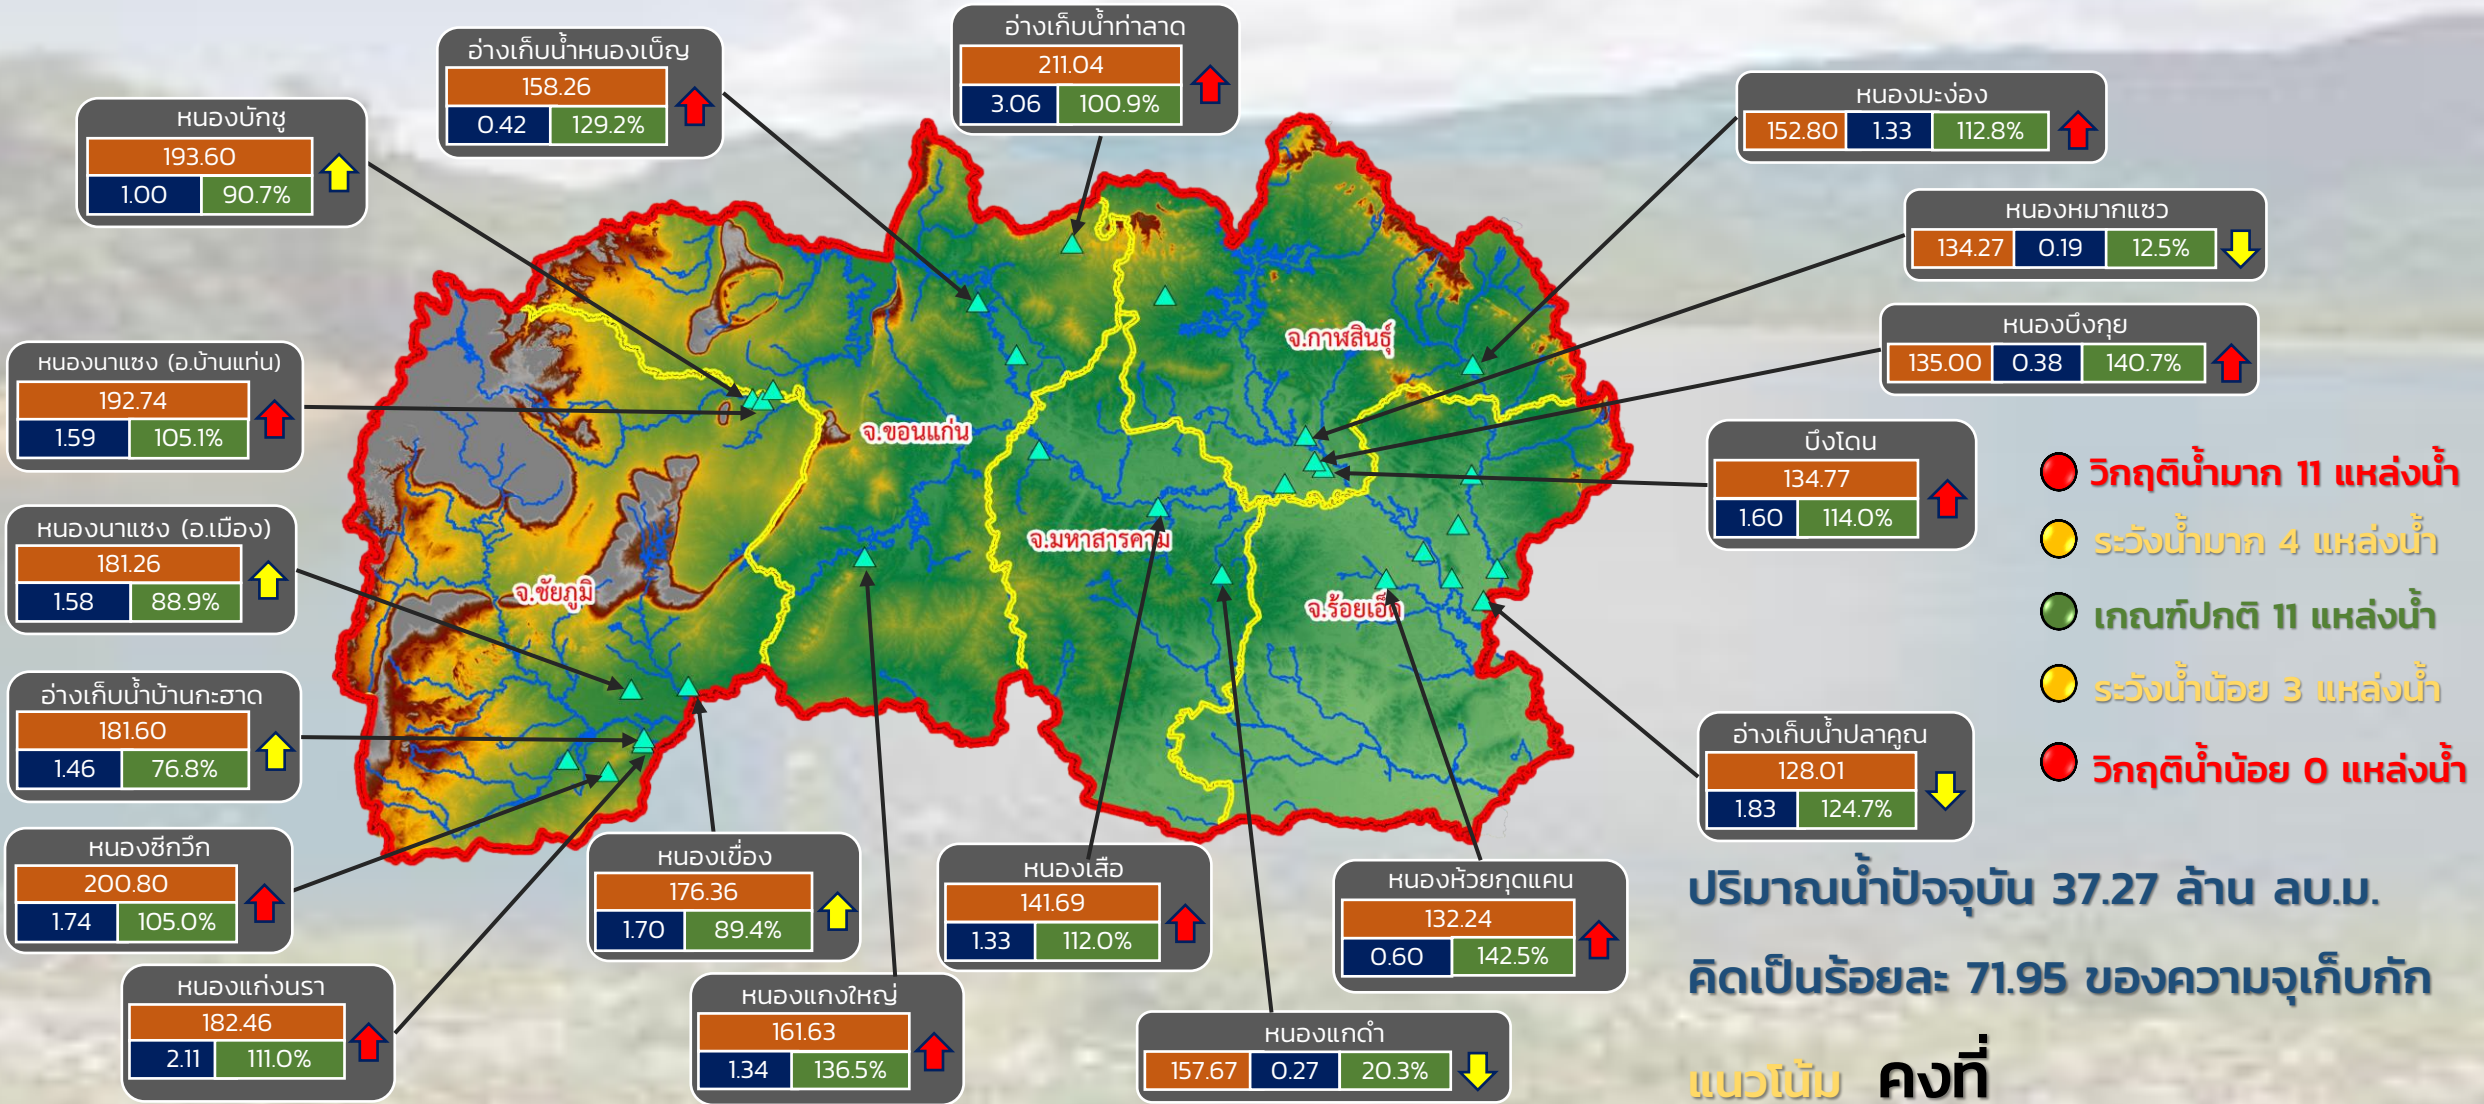 อ่างเก็บน้ำท่าลาด
211.04
3.06 100.9%
อ่างเก็บน้ำหนองเบ็ญ
158.26
0.42 129.2%
หนองบักชู
193.60
1.00 90.7%
หนองมะง่อง
152.80 1.33 112.8%
หนองหมากแซว
134.27 0.19 12.5%
หนองบึงกุย
135.00 0.38 140.7%
หนองนาแซง (อ.บ้านแท่น)
192.74
1.59 105.1%
บึงโดน
134.77
1.60 114.0%
หนองนาแซง (อ.เมือง)
181.26
1.58 88.9%
อ่างเก็บน้ำบ้านกะฮาด
181.60
1.46 76.8%
หนองซีกวึก
200.80
1.74 105.0%
หนองแก่งนรา
182.46
2.11 111.0%
หนองเขื่อง
176.36
1.70 89.4%
หนองแกงใหญ่
161.63
1.34 136.5%
หนองเสือ
141.69
1.33 112.0%
หนองแกดำ
157.67 0.27 20.3%
หนองห้วยกุดแคน
132.24
0.60 142.5%
อ่างเก็บน้ำปลาคูณ
128.01
1.83 124.7%
จ.กาฬสินธุ์
จ.ขอนแก่น
จ.มหาสารคาม
จ.ชัยภูมิ
จ.ร้อยเอ็ด
วิกฤติน้ำมาก 11 แหล่งน้ำ
ระวังน้ำมาก 4 แหล่งน้ำ
เกณฑ์ปกติ 11 แหล่งน้ำ
ระวังน้ำน้อย 3 แหล่งน้ำ
วิกฤติน้ำน้อย 0 แหล่งน้ำ
ปริมาณน้ำปัจจุบัน 37.27 ล้าน ลบ.ม.
คิดเป็นร้อยละ 71.95 ของความจุเก็บกัก
แนวโน้ม คงที่